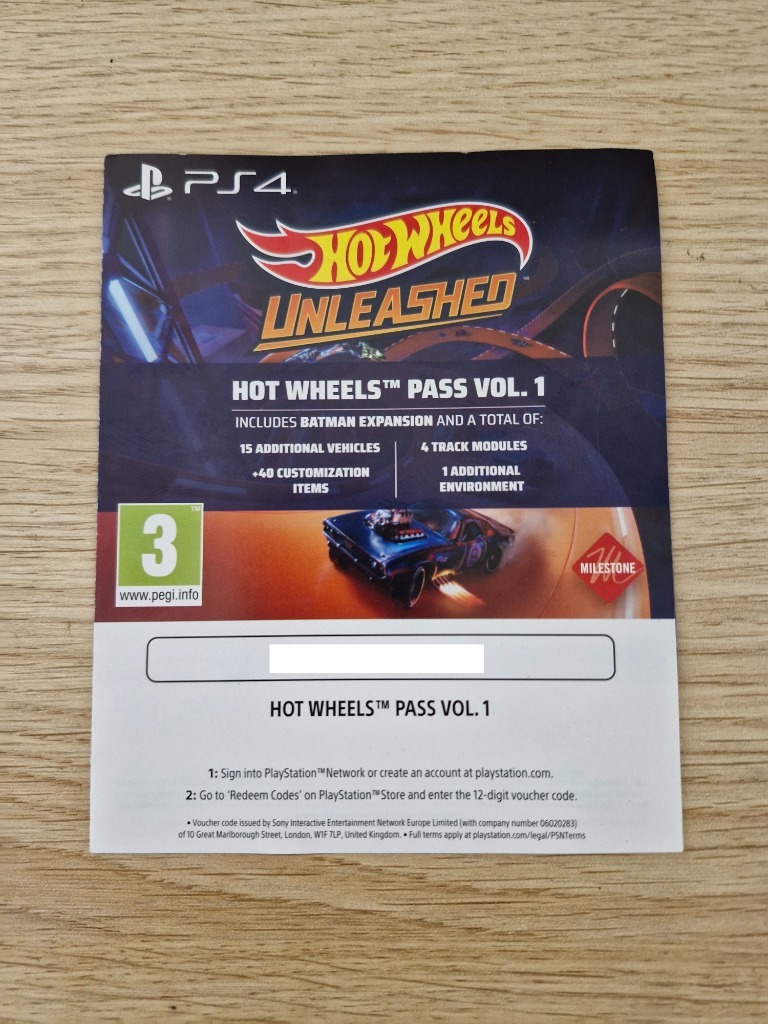 PS4
HOT WHEELS™
UNLEASHED
HOT WHEELS™ PASS VOL. 1
INCLUDES BATMAN EXPANSION AND A TOTAL OF:
15 ADDITIONAL VEHICLES
+40 CUSTOMIZATION
ITEMS
4 TRACK MODULES
1 ADDITIONAL
ENVIRONMENT
3™
www.pegi.info
MILESTONE
HOT WHEELS™ PASS VOL. 1
1: Sign into PlayStation™Network or create an account at playstation.com.
2: Go to ‘Redeem Codes’ on PlayStation™Store and enter the 12-digit voucher code.
• Voucher code issued by Sony Interactive Entertainment Network Europe Limited (with company number 06020283)
of 10 Great Marlborough Street, London, W1F 7LP, United Kingdom. • Full terms apply at playstation.com/legal/PSNTerms